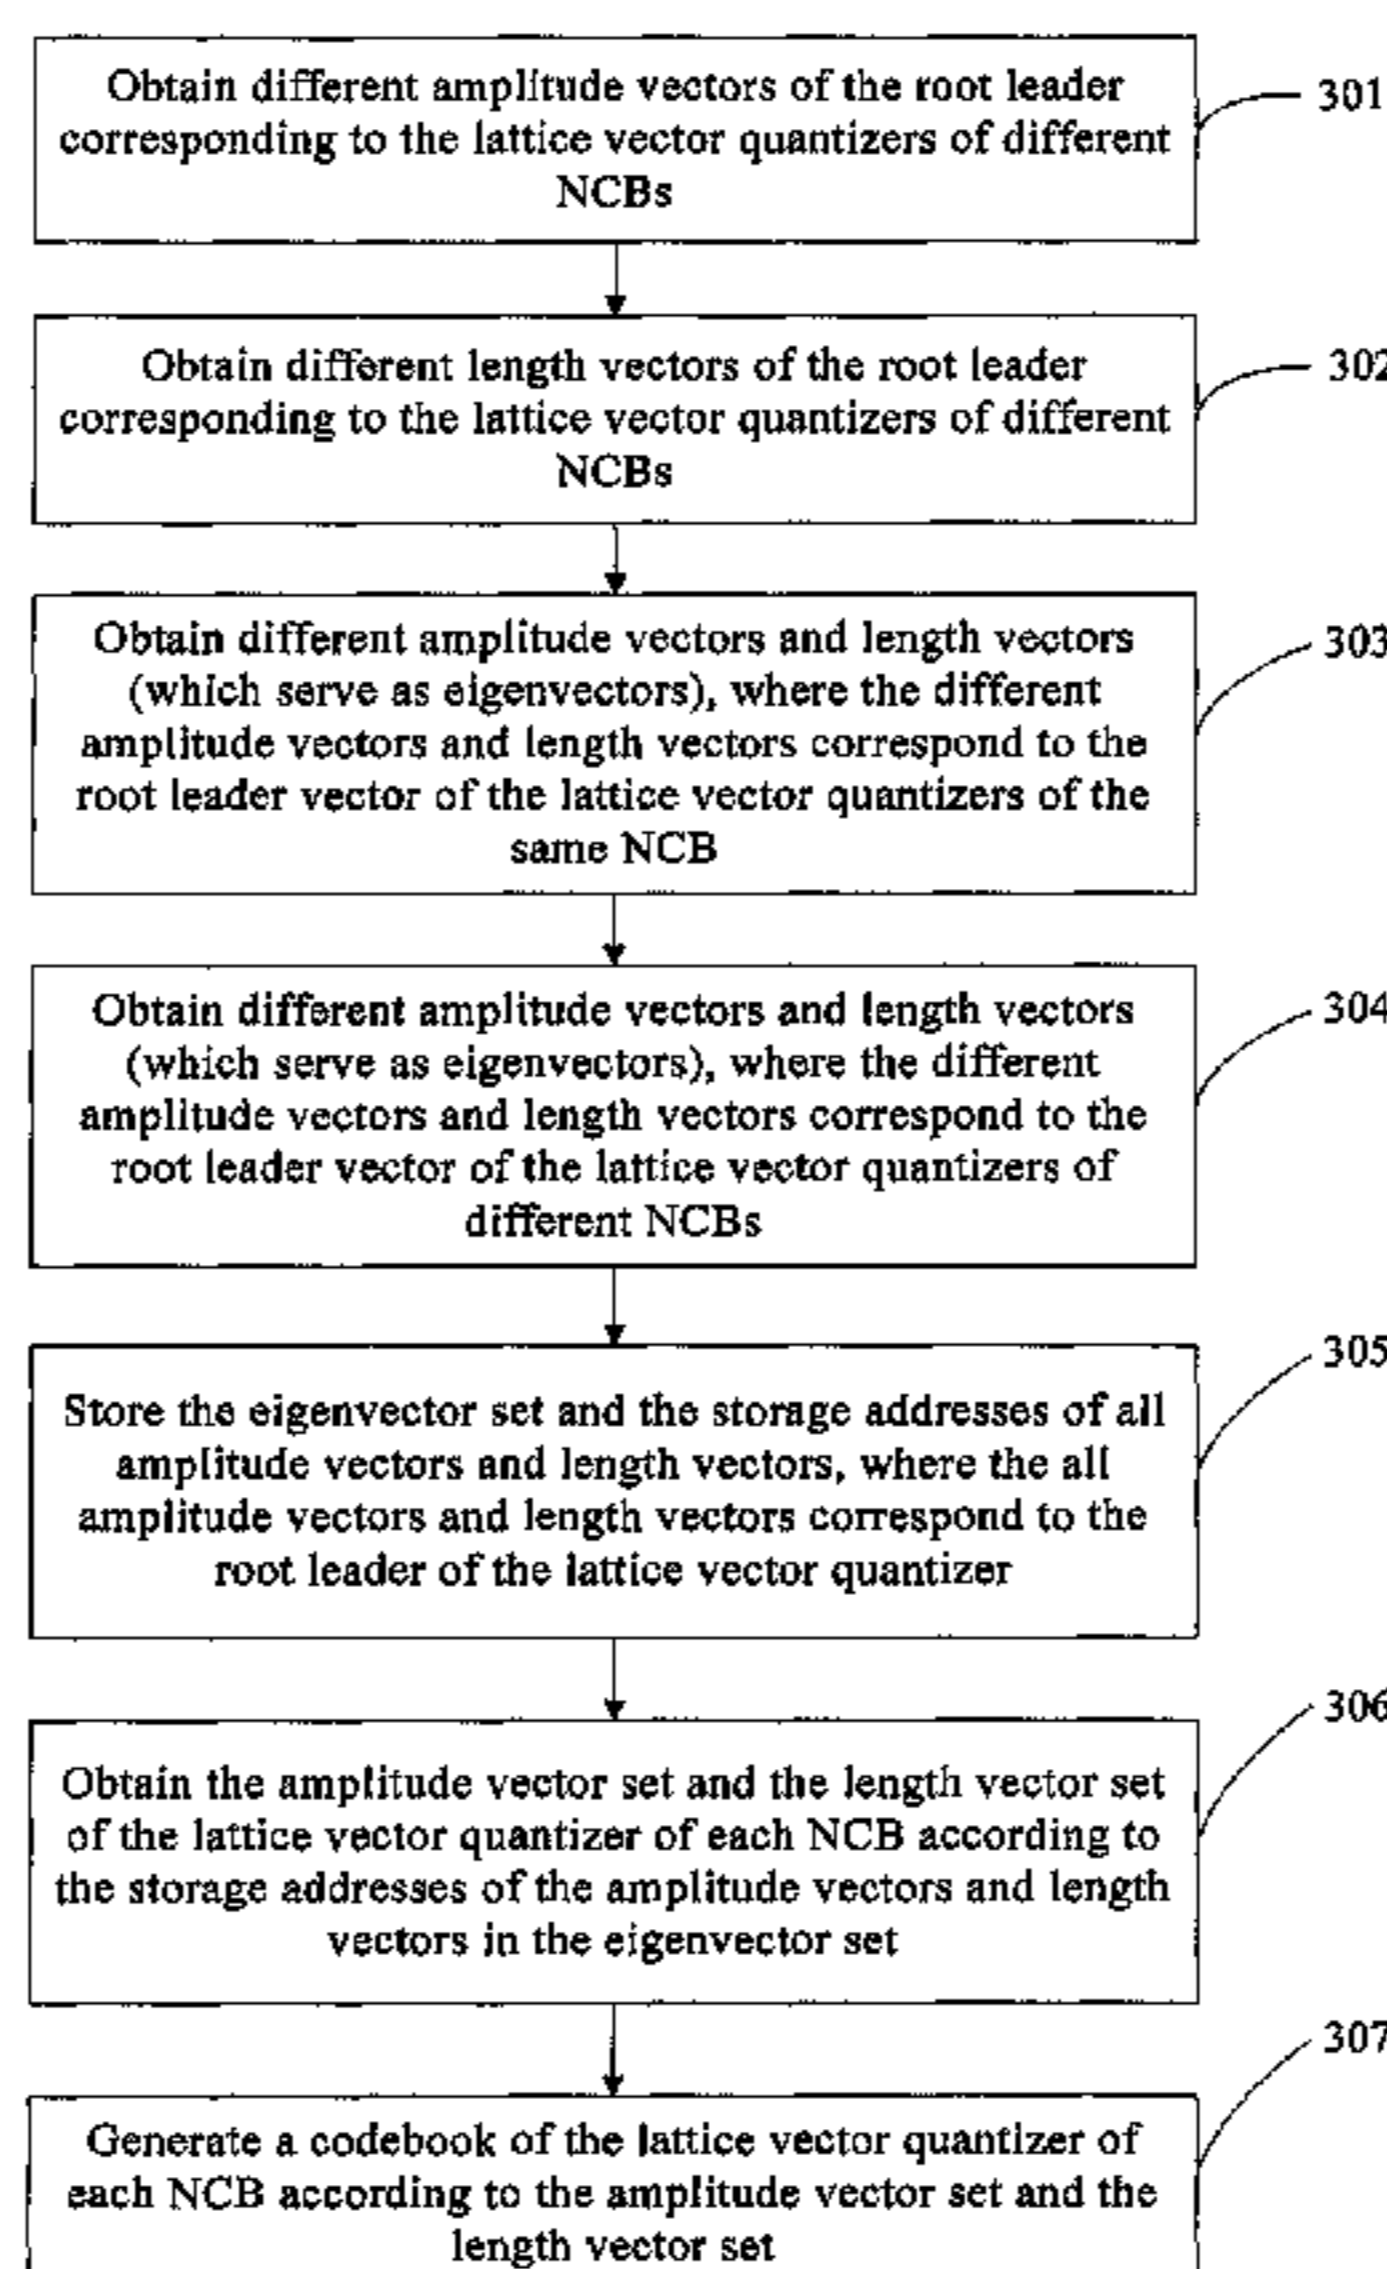 Obtain different amplitude vectors of the root leader
corresponding to the lattice vector quantizers of different
NCBs
301
Obtain different length vectors of the root leader
corresponding to the lattice vector quantizers of different
NCBs
302
Obtain different amplitude vectors and length vectors
(which serve as eigenvectors), where the different
amplitude vectors and length vectors correspond to the
root leader vector of the lattice vector quantizers of the
same NCB
303
Obtain different amplitude vectors and length vectors
(which serve as eigenvectors), where the different
amplitude vectors and length vectors correspond to the
root leader vector of the lattice vector quantizers of
different NCBs
304
Store the eigenvector set and the storage addresses of all
amplitude vectors and length vectors, where the all
amplitude vectors and length vectors correspond to the
root leader of the lattice vector quantizer
305
Obtain the amplitude vector set and the length vector set
of the lattice vector quantizer of each NCB according to
the storage addresses of the amplitude vectors and length
vectors in the eigenvector set
306
Generate a codebook of the lattice vector quantizer of
each NCB according to the amplitude vector set and the
length vector set
307